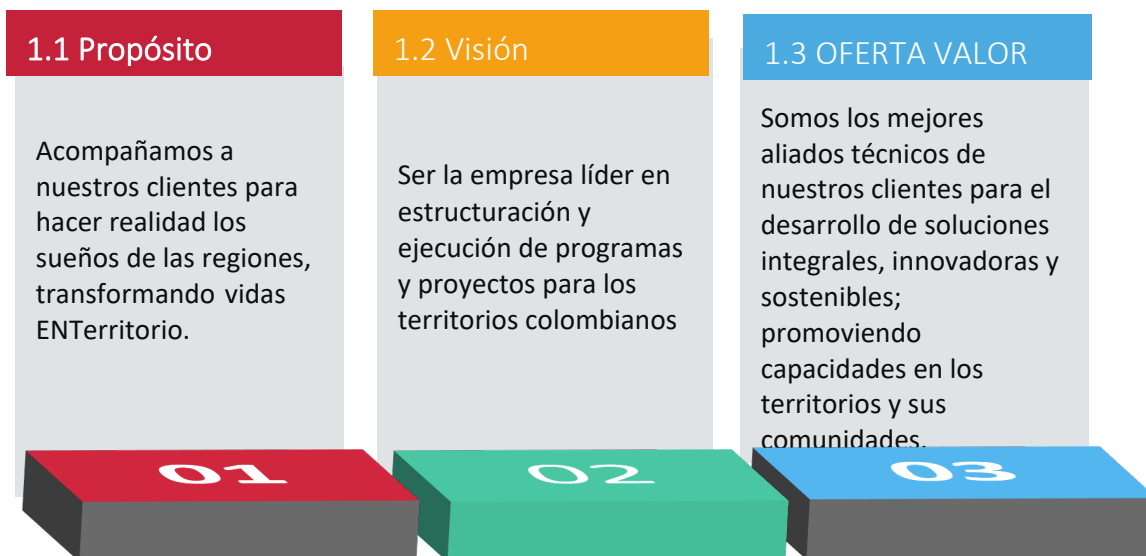 1.1 Propósito
Acompañamos a
nuestros clientes para
hacer realidad los
sueños de las regiones,
transformando vidas
ENTerritorio.
01
1.2 Visión
Ser la empresa líder en
estructuración y
ejecución de programas
y proyectos para los
territorios colombianos
02
1.3 OFERTA VALOR
Somos los mejores
aliados técnicos de
nuestros clientes para el
desarrollo de soluciones
integrales, innovadoras y
sostenibles;
promoviendo
capacidades en los
territorios y sus
comunidades.
03